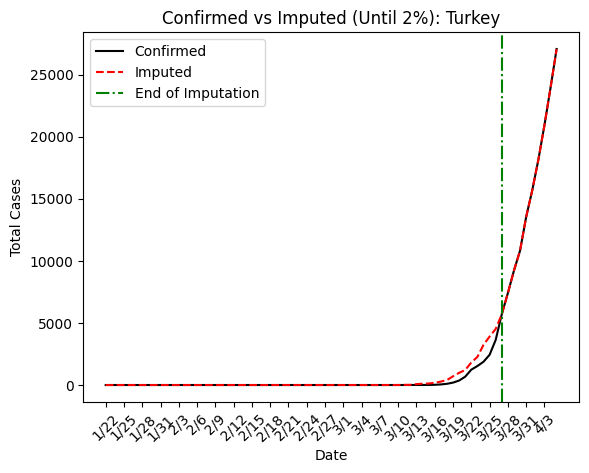 Confirmed vs Imputed (Until 2%): Turkey
Confirmed
Imputed
End of Imputation
Total Cases
25000
20000
15000
10000
5000
0
1/22 1/25 1/28 1/31 2/3 2/6 2/9 2/12 2/15 2/18 2/21 2/24 2/27 3/1 3/4 3/7 3/10 3/13 3/16 3/19 3/22 3/25 3/28 3/31 4/3
Date